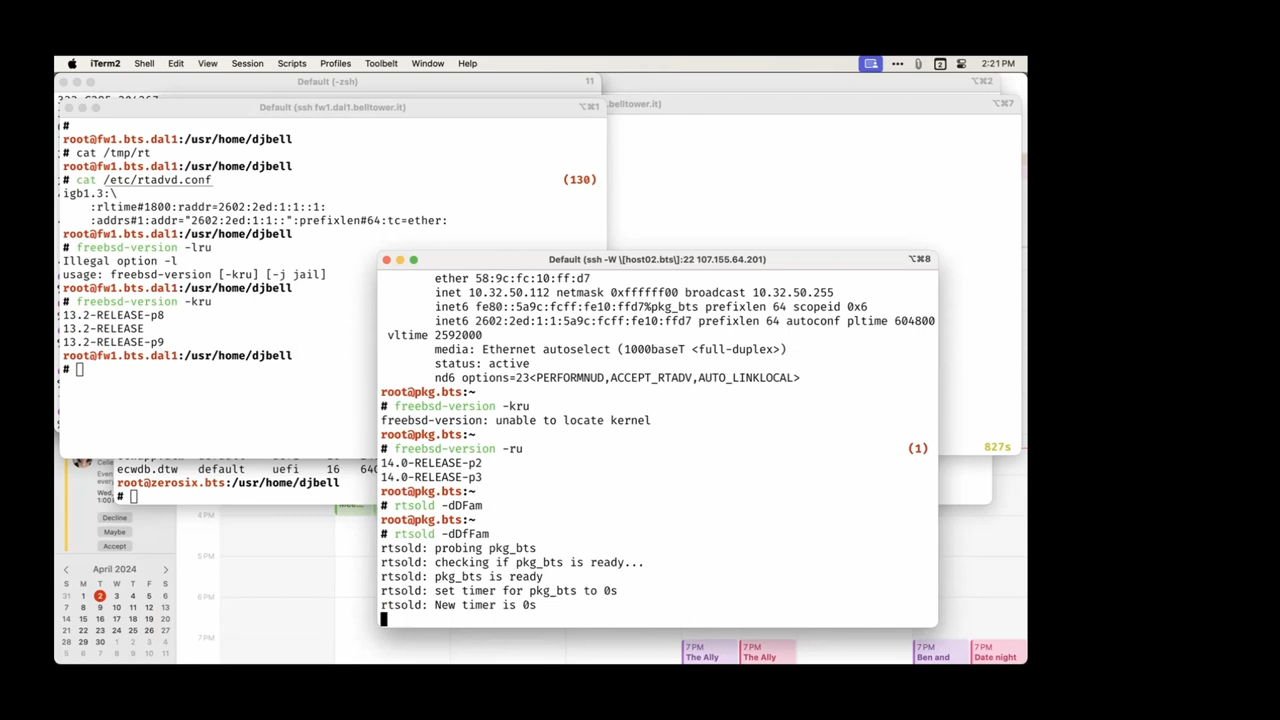 iTerm2 Shell Edit View Session Scripts Profiles Toolbelt Window Help 2 2:21 PM
Default (-zsh) 11 ⌥⌘2
Default (ssh fw1.dal1.belltower.it) ⌥⌘1 .belltower.it) ⌥⌘7
#
root@fw1.bts.dal1:/usr/home/djbell
# cat /tmp/rt
root@fw1.bts.dal1:/usr/home/djbell
# cat /etc/rtadvd.conf (130)
igb1.3:\
:rltime#1800:raddr=2602:2ed:1:1::1:
:addrs#1:addr="2602:2ed:1:1::":prefixlen#64:tc=ether:
root@fw1.bts.dal1:/usr/home/djbell
# freebsd-version -lru
Illegal option -l
usage: freebsd-version [-kru] [-j jail]
root@fw1.bts.dal1:/usr/home/djbell
# freebsd-version -kru
13.2-RELEASE-p8
13.2-RELEASE
13.2-RELEASE-p9
root@fw1.bts.dal1:/usr/home/djbell
#
827s
Default (ssh -W \[host02.bts\]:22 107.155.64.201) ⌥⌘8
ether 58:9c:fc:10:ff:d7
inet 10.32.50.112 netmask 0xffffff00 broadcast 10.32.50.255
inet6 fe80::5a9c:fcff:fe10:ffd7%pkg_bts prefixlen 64 scopeid 0x6
inet6 2602:2ed:1:1:5a9c:fcff:fe10:ffd7 prefixlen 64 autoconf pltime 604800
vltime 2592000
media: Ethernet autoselect (1000baseT <full-duplex>)
status: active
nd6 options=23<PERFORMNUD,ACCEPT_RTADV,AUTO_LINKLOCAL>
root@pkg.bts:~
# freebsd-version -kru
freebsd-version: unable to locate kernel
root@pkg.bts:~
# freebsd-version -ru (1)
14.0-RELEASE-p2
14.0-RELEASE-p3
root@pkg.bts:~
# rtsold -dDFam
root@pkg.bts:~
# rtsold -dDfFam
rtsold: probing pkg_bts
rtsold: checking if pkg_bts is ready...
rtsold: pkg_bts is ready
rtsold: set timer for pkg_bts to 0s
rtsold: New timer is 0s
ecwdb.dtw default uefi 16
root@zerosix.bts:/usr/home/djbell
#
Decline
Maybe
Accept
April 2024
S M T W T F S
31 1 2 3 4 5 6
7 8 9 10 11 12 13
14 15 16 17 18 19 20
21 22 23 24 25 26 27
28 29 30 1 2 3 4
5 6 7 8 9 10 11
4 PM
5 PM
6 PM
7 PM
7 PM
The Ally
7 PM
The Ally
7 PM
Ben and
7 PM
Date night